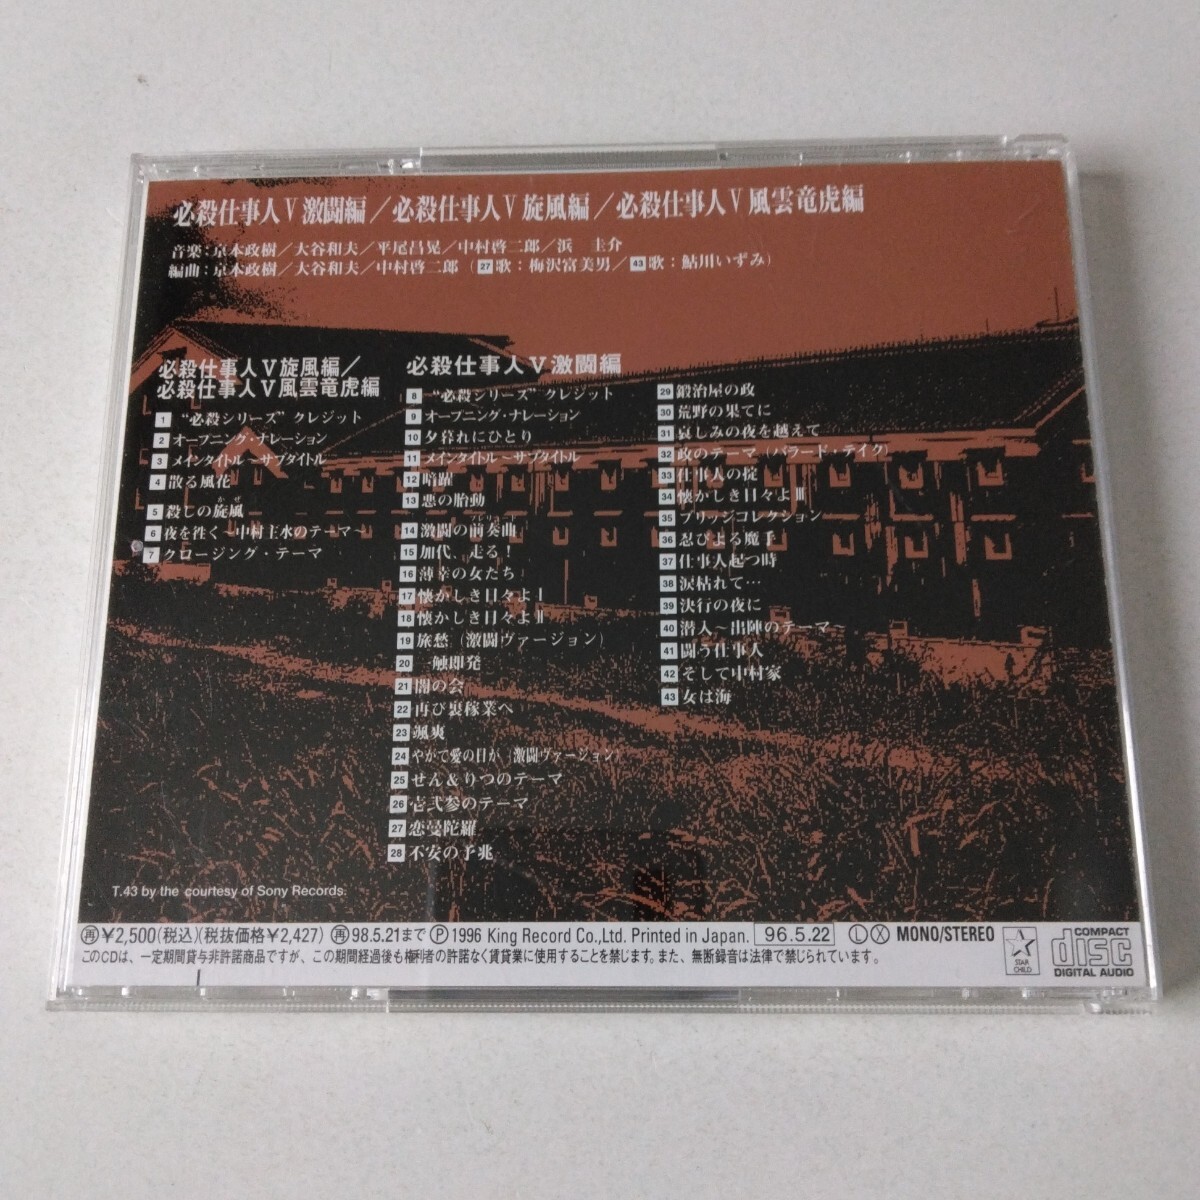 必殺仕事人Ⅴ激闘編／必殺仕事人Ⅴ旋風編／必殺仕事人Ⅴ風雲竜虎編
音楽：京本政樹／大谷和夫／平尾昌晃／中村啓二郎／浜 圭介
編曲：京本政樹／大谷和夫／中村啓二郎（27歌：梅沢富美男／43歌：鮎川いずみ）
必殺仕事人Ⅴ旋風編／
必殺仕事人Ⅴ風雲竜虎編
1 “必殺シリーズ”クレジット
2 オープニング・ナレーション
3 メインタイトル～サブタイトル
4 散る風花
かぜ
5 殺しの旋風
6 夜を往く～中村主水のテーマ～
7 クロージング・テーマ
必殺仕事人Ⅴ激闘編
8 “必殺シリーズ”クレジット
9 オープニング・ナレーション
10 夕暮れにひとり
11 メインタイトル～サブタイトル
12 暗躍
13 悪の胎動
14 激闘の前奏曲
15 加代、走る！
16 薄幸の女たち
17 懐かしき日々よⅠ
18 懐かしき日々よⅡ
19 旅愁（激闘ヴァージョン）
20 一触即発
21 闇の会
22 再び裏稼業へ
23 颯爽
24 やがて愛の日が（激闘ヴァージョン）
25 せん＆りつのテーマ
26 壱弐参のテーマ
27 恋曼陀羅
28 不安の予兆
29 鍛冶屋の政
30 荒野の果てに
31 哀しみの夜を越えて
32 政のテーマ（バラード・テイク）
33 仕事人の掟
34 懐かしき日々よⅢ
35 ブリッジコレクション
36 忍びよる魔手
37 仕事人起つ時
38 涙枯れて…
39 決行の夜に
40 潜入～出陣のテーマ～
41 闘う仕事人
42 そして中村家
43 女は海
T.43 by the courtesy of Sony Records.
再￥2,500(税込)(税抜価格￥2,427) 再98.5.21まで Ⓟ1996 King Record Co.,Ltd. Printed in Japan. 96.5.22 Ⓛ Ⓧ MONO/STEREO
STAR CHILD
COMPACT disc DIGITAL AUDIO
このCDは、一定期間貸与非許諾商品ですが、この期間経過後も権利者の許諾なく賃貸業に使用することを禁じます。また、無断録音は法律で禁じられています。